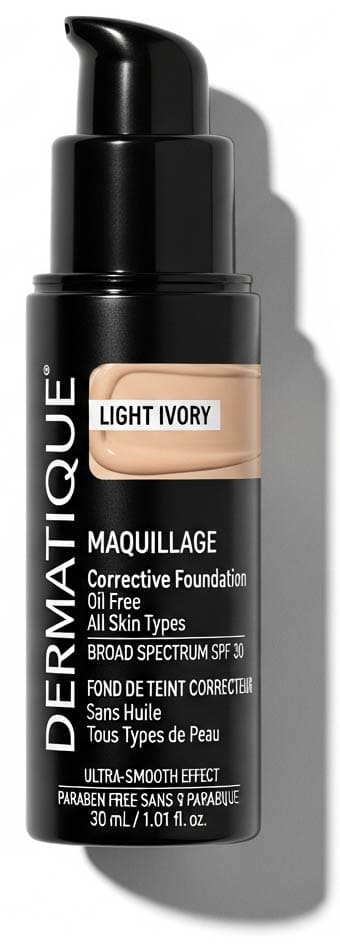 DERMATIQUE®
LIGHT IVORY
MAQUILLAGE
Corrective Foundation
Oil Free
All Skin Types
BROAD SPECTRUM SPF 30
FOND DE TEINT CORRECTEUR
Sans Huile
Tous Types de Peau
ULTRA-SMOOTH EFFECT
PARABEN FREE SANS
30 mL / 1.01 fl. oz.